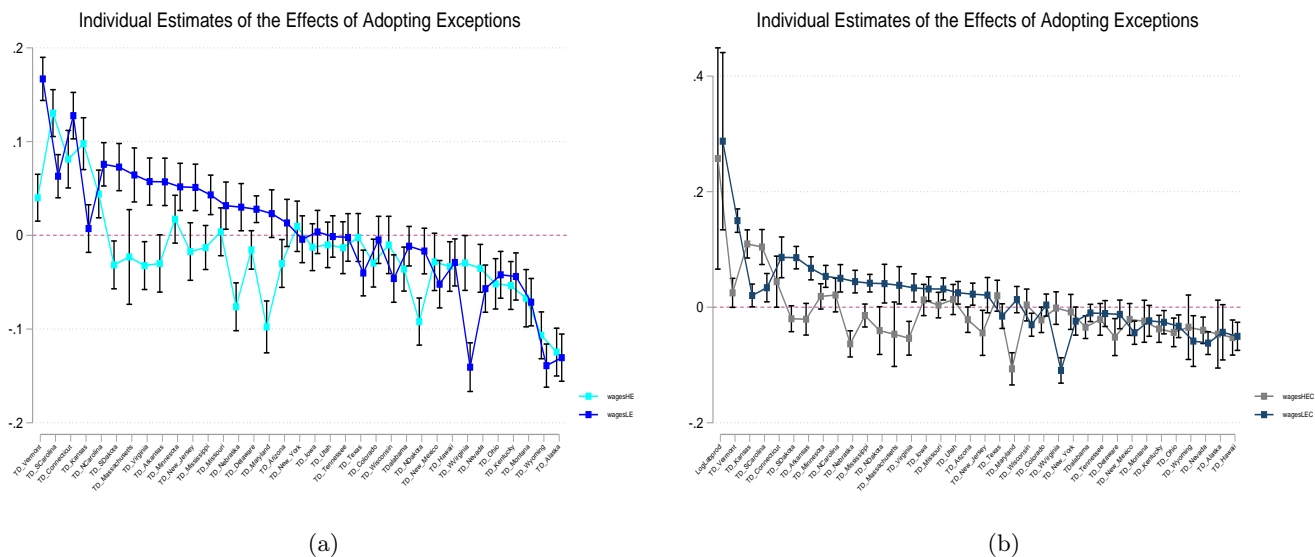 Individual Estimates of the Effects of Adopting Exceptions
.2
.1
0
-.1
-.2
wagesHE
wagesLE
TD_Vermont
TD_SCarolina
TD_Connecticut
TD_Kansas
TD_NCarolina
TD_SDakota
TD_Massachusetts
TD_Virginia
TD_Arkansas
TD_Minnesota
TD_New_Jersey
TD_Mississippi
TD_Missouri
TD_Nebraska
TD_Delaware
TD_Maryland
TD_Arizona
TD_New_York
TD_Iowa
TD_Utah
TD_Tennessee
TD_Texas
TD_Colorado
TD_Wisconsin
TDalabama
TD_NDakota
TD_New_Mexico
TD_Hawaii
TD_WVirginia
TD_Nevada
TD_Ohio
TD_Kentucky
TD_Montana
TD_Wyoming
TD_Alaska
(a)
Individual Estimates of the Effects of Adopting Exceptions
.4
.2
0
-.2
wagesHEC
wagesLEC
LogLabprod
TD_Vermont
TD_Kansas
TD_SCarolina
TD_Connecticut
TD_SDakota
TD_Arkansas
TD_Minnesota
TD_NCarolina
TD_Nebraska
TD_Mississippi
TD_NDakota
TD_Massachusetts
TD_Virginia
TD_Iowa
TD_Missouri
TD_Utah
TD_Arizona
TD_New_Jersey
TD_Texas
TD_Maryland
TD_Wisconsin
TD_Colorado
TD_WVirginia
TD_New_York
TDalabama
TD_Tennessee
TD_Delaware
TD_New_Mexico
TD_Montana
TD_Kentucky
TD_Ohio
TD_Wyoming
TD_Nevada
TD_Alaska
TD_Hawaii
(b)